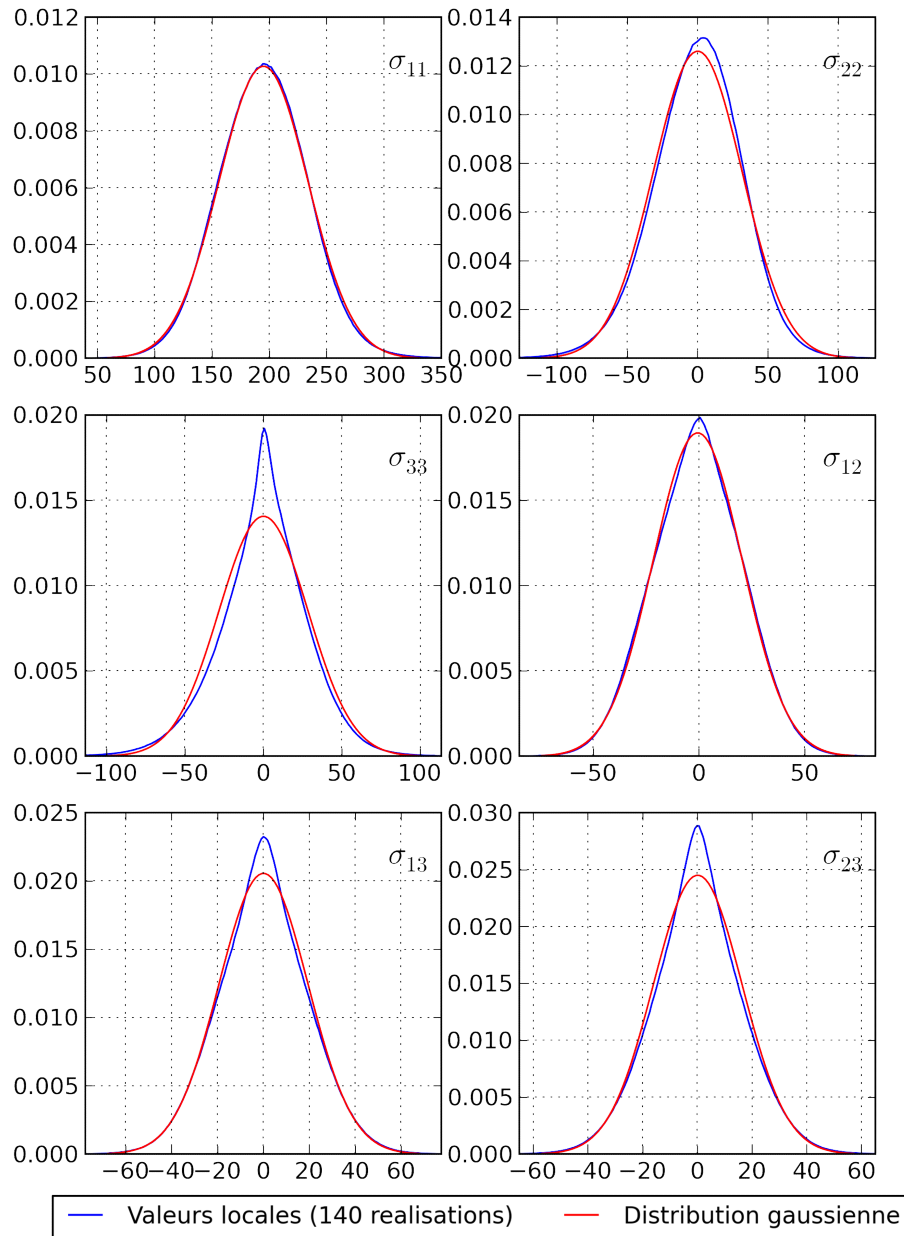 0.012
0.010
0.008
0.006
0.004
0.002
0.000
50 100 150 200 250 300 350
σ11
0.014
0.012
0.010
0.008
0.006
0.004
0.002
0.000
−100 −50 0 50 100
σ22
0.020
0.015
0.010
0.005
0.000
−100 −50 0 50 100
σ33
0.020
0.015
0.010
0.005
0.000
−50 0 50
σ12
0.025
0.020
0.015
0.010
0.005
0.000
−60 −40 −20 0 20 40 60
σ13
0.030
0.025
0.020
0.015
0.010
0.005
0.000
−60 −40 −20 0 20 40 60
σ23
Valeurs locales (140 realisations) Distribution gaussienne